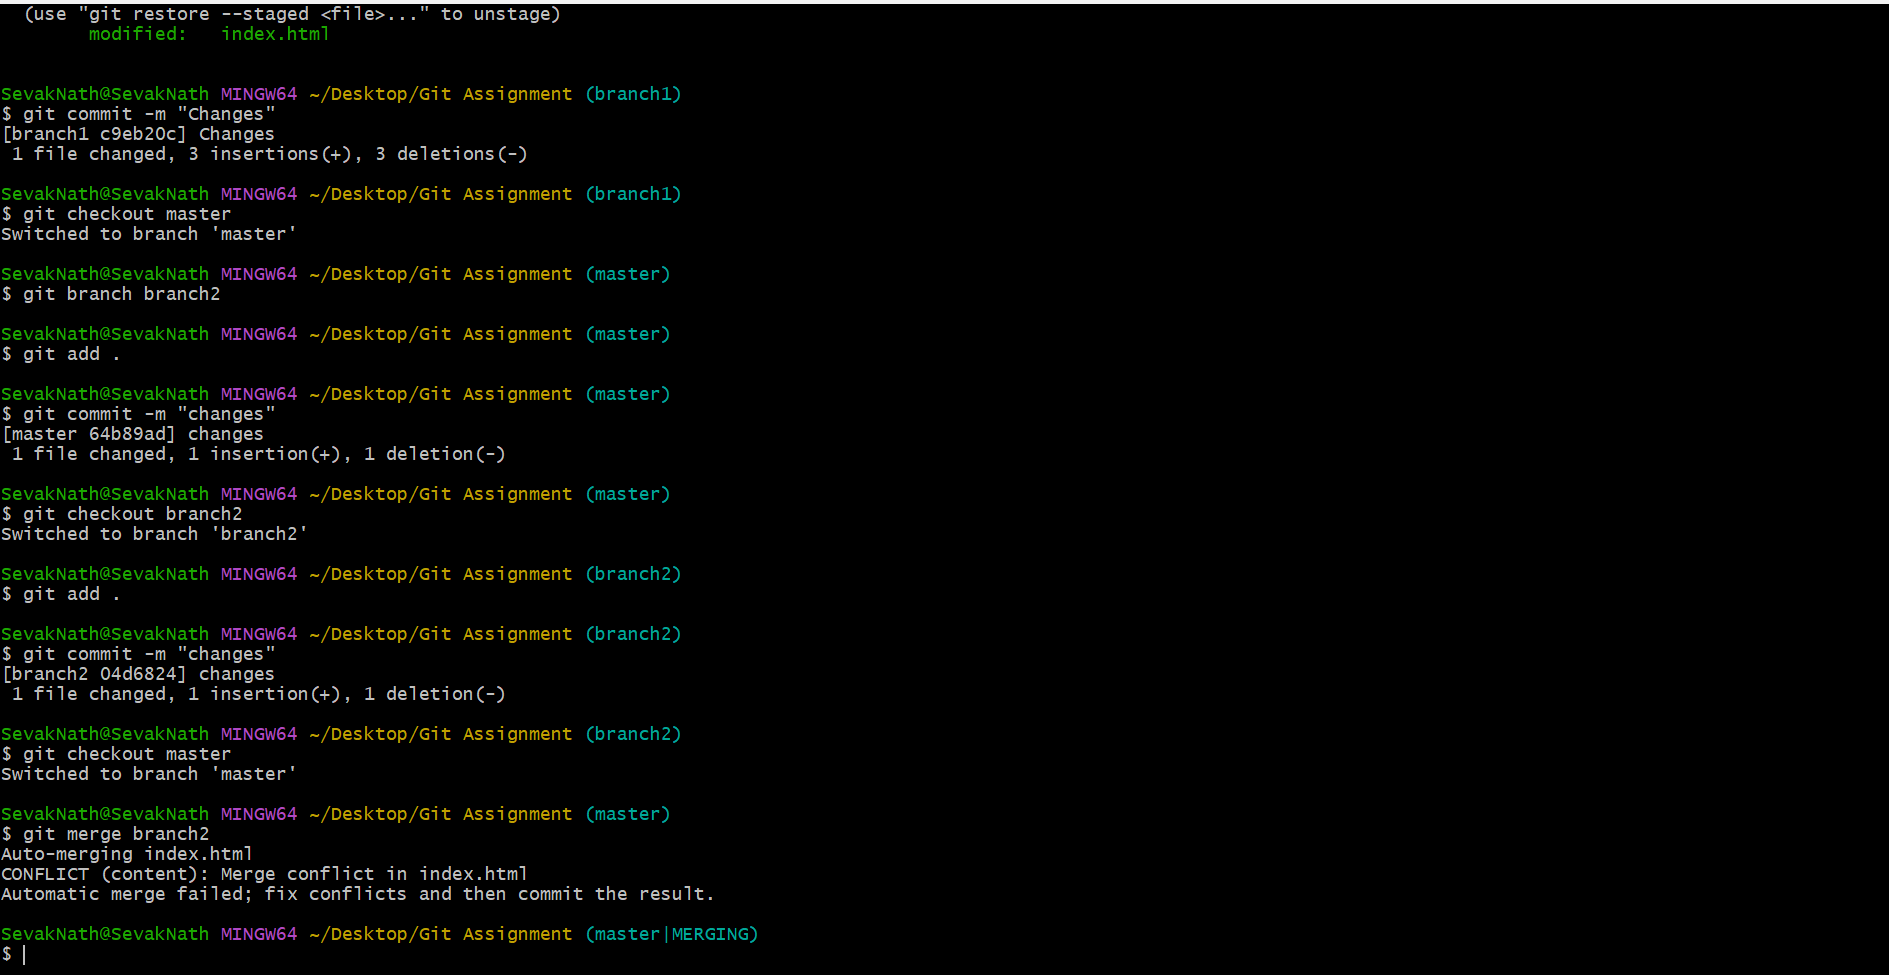 (use "git restore --staged <file>..." to unstage)
modified:   index.html
SevakNath@SevakNath MINGW64 ~/Desktop/Git Assignment (branch1)
$ git commit -m "Changes"
[branch1 c9eb20c] Changes
1 file changed, 3 insertions(+), 3 deletions(-)
SevakNath@SevakNath MINGW64 ~/Desktop/Git Assignment (branch1)
$ git checkout master
Switched to branch 'master'
SevakNath@SevakNath MINGW64 ~/Desktop/Git Assignment (master)
$ git branch branch2
SevakNath@SevakNath MINGW64 ~/Desktop/Git Assignment (master)
$ git add .
SevakNath@SevakNath MINGW64 ~/Desktop/Git Assignment (master)
$ git commit -m "changes"
[master 64b89ad] changes
1 file changed, 1 insertion(+), 1 deletion(-)
SevakNath@SevakNath MINGW64 ~/Desktop/Git Assignment (master)
$ git checkout branch2
Switched to branch 'branch2'
SevakNath@SevakNath MINGW64 ~/Desktop/Git Assignment (branch2)
$ git add .
SevakNath@SevakNath MINGW64 ~/Desktop/Git Assignment (branch2)
$ git commit -m "changes"
[branch2 04d6824] changes
1 file changed, 1 insertion(+), 1 deletion(-)
SevakNath@SevakNath MINGW64 ~/Desktop/Git Assignment (branch2)
$ git checkout master
Switched to branch 'master'
SevakNath@SevakNath MINGW64 ~/Desktop/Git Assignment (master)
$ git merge branch2
Auto-merging index.html
CONFLICT (content): Merge conflict in index.html
Automatic merge failed; fix conflicts and then commit the result.
SevakNath@SevakNath MINGW64 ~/Desktop/Git Assignment (master|MERGING)
$